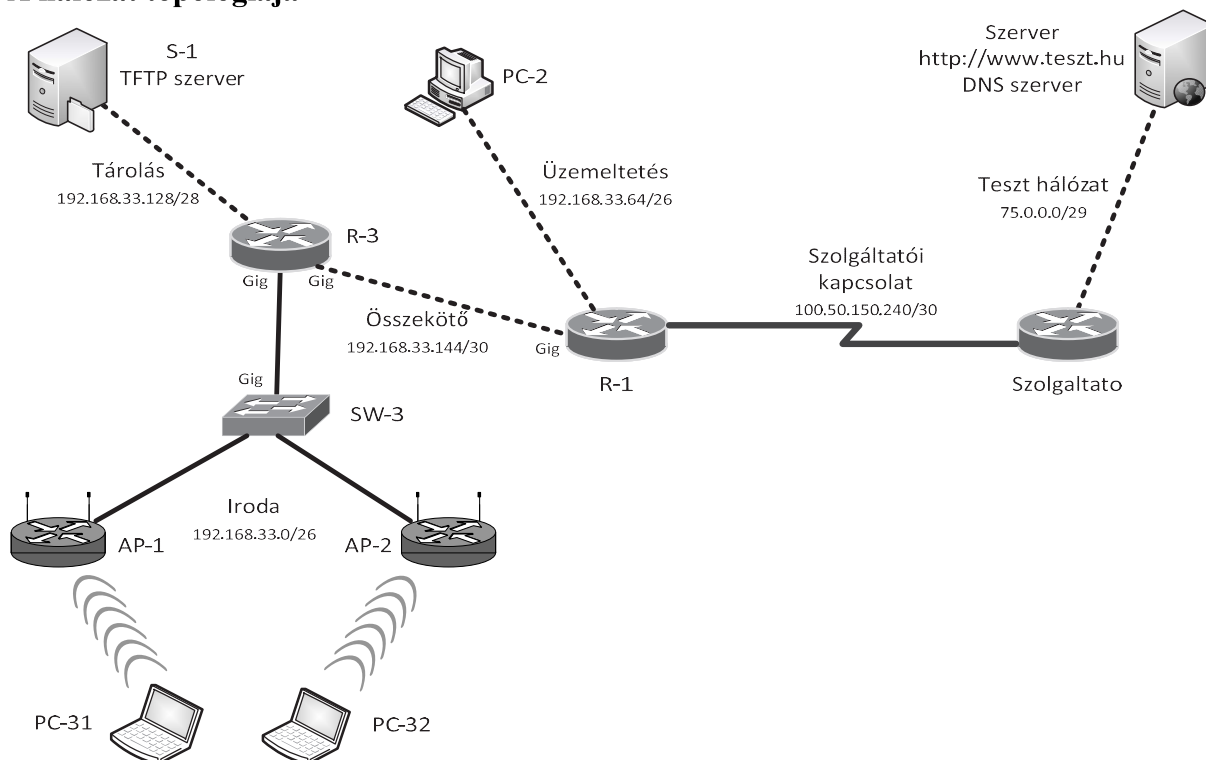 A hálózat topológiája
S-1
TFTP szerver
PC-2
Szerver
http://www.teszt.hu
DNS szerver
Tárolás
192.168.33.128/28
Üzemeltetés
192.168.33.64/26
Teszt hálózat
75.0.0.0/29
R-3
Gig
Gig
Szolgáltatói
kapcsolat
100.50.150.240/30
Összekötő
192.168.33.144/30
Gig
R-1
Szolgaltato
Gig
SW-3
Iroda
192.168.33.0/26
AP-1
AP-2
PC-31
PC-32